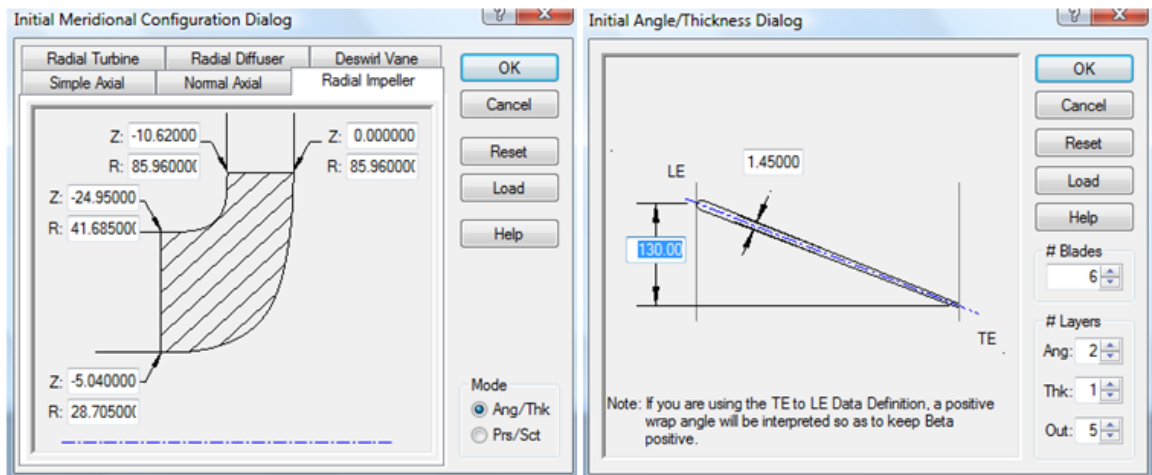 Initial Meridional Configuration Dialog
Radial Turbine
Radial Diffuser
Deswirl Vane
Simple Axial
Normal Axial
Radial Impeller
Z: -10.62000
R: 85.960000
Z: 0.000000
R: 85.960000
Z: -24.95000
R: 41.685000
Z: -5.040000
R: 28.705000
OK
Cancel
Reset
Load
Help
Mode
Ang/Thk
Prs/Sct
Initial Angle/Thickness Dialog
LE
1.45000
130.00
TE
Note: If you are using the TE to LE Data Definition, a positive
wrap angle will be interpreted so as to keep Beta
positive.
OK
Cancel
Reset
Load
Help
# Blades
6
# Layers
Ang: 2
Thk: 1
Out: 5